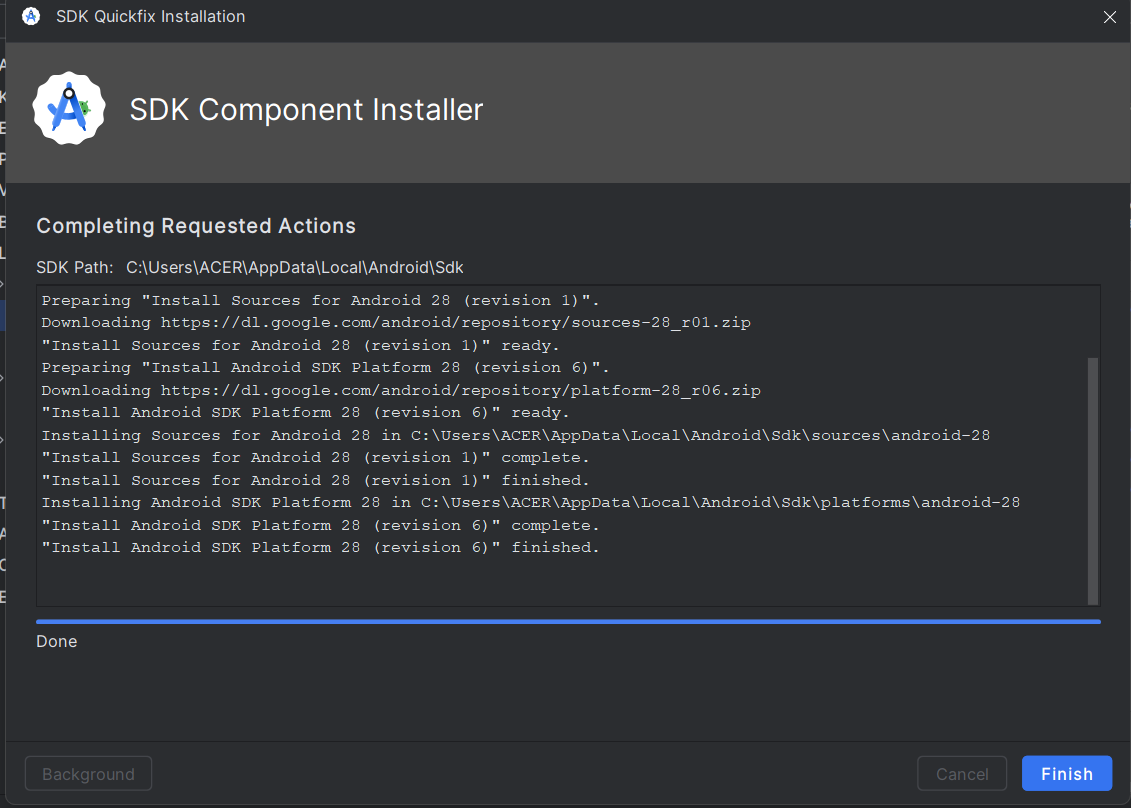 SDK Quickfix Installation
SDK Component Installer
Completing Requested Actions
SDK Path: C:\Users\ACER\AppData\Local\Android\Sdk
Preparing "Install Sources for Android 28 (revision 1)".
Downloading https://dl.google.com/android/repository/sources-28_r01.zip
"Install Sources for Android 28 (revision 1)" ready.
Preparing "Install Android SDK Platform 28 (revision 6)".
Downloading https://dl.google.com/android/repository/platform-28_r06.zip
"Install Android SDK Platform 28 (revision 6)" ready.
Installing Sources for Android 28 in C:\Users\ACER\AppData\Local\Android\Sdk\sources\android-28
"Install Sources for Android 28 (revision 1)" complete.
"Install Sources for Android 28 (revision 1)" finished.
Installing Android SDK Platform 28 in C:\Users\ACER\AppData\Local\Android\Sdk\platforms\android-28
"Install Android SDK Platform 28 (revision 6)" complete.
"Install Android SDK Platform 28 (revision 6)" finished.
Done
Background
Cancel
Finish